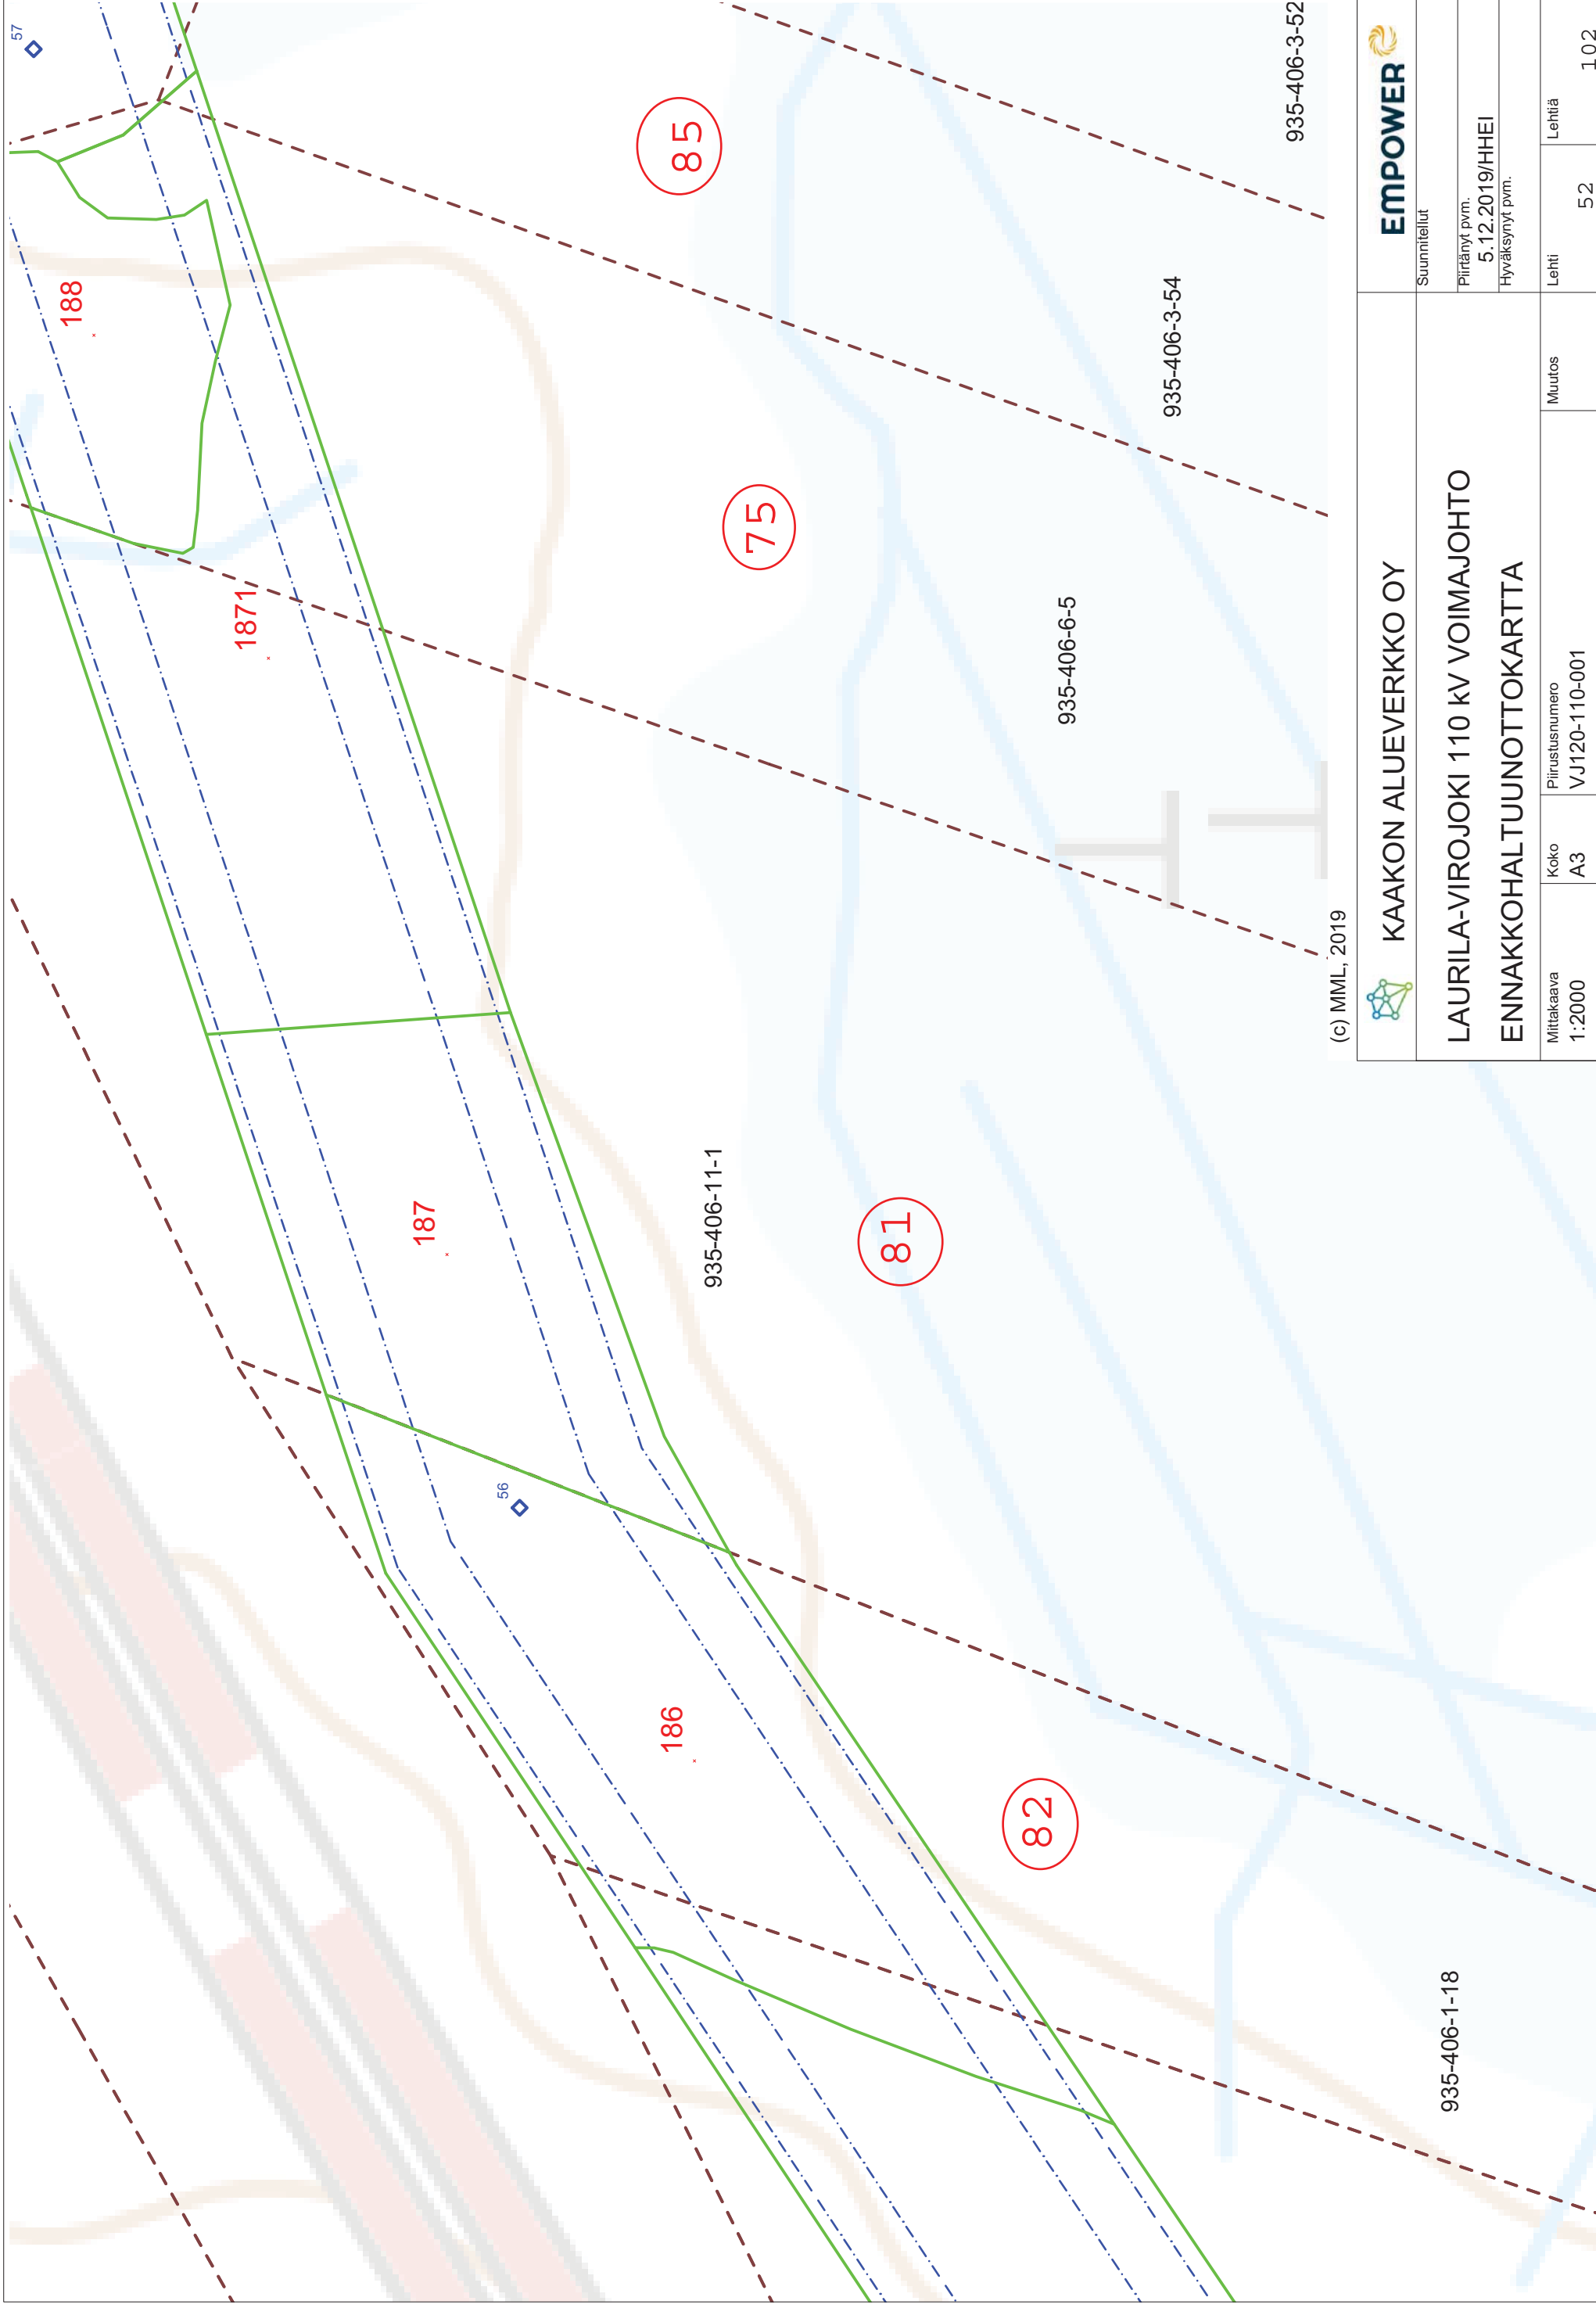 57
188
1871
187
56
186
85
75
81
82
935-406-3-52
935-406-3-54
935-406-6-5
935-406-11-1
935-406-1-18
(c) MML, 2019
KAAKON ALUEVERKKO OY
EMPOWER
LAURILA-VIROJOKI 110 kV VOIMAJOHTO
ENNAKKOHALTUUNOTTOKARTTA
Suunnitellut
Piirtänyt pvm.
5.12.2019/HHEI
Hyväksynyt pvm.
Mittakaava
1:2000
Koko
A3
Piirustusnumero
VJ120-110-001
Muutos
Lehti
52
Lehtiä
102